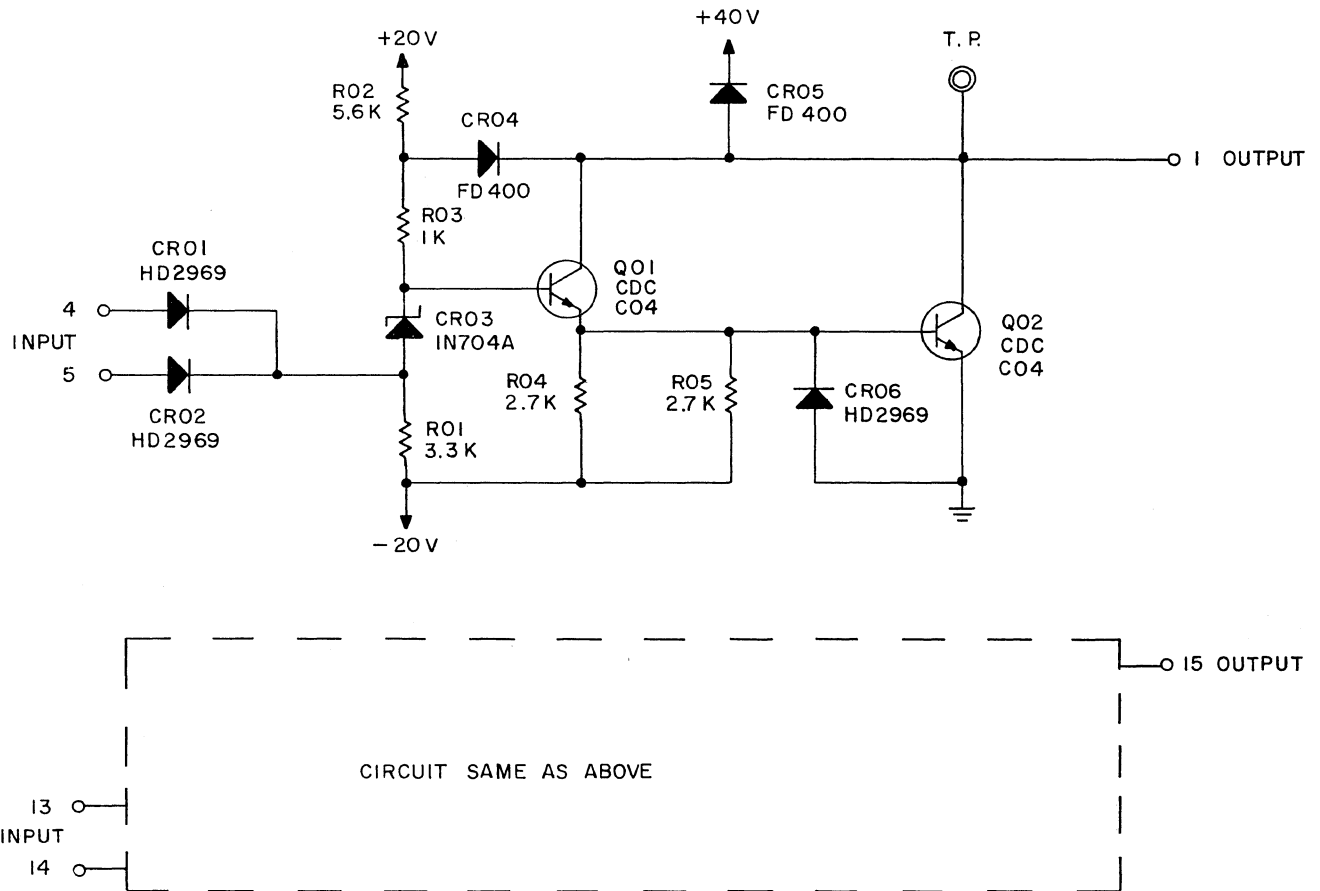 +40V
T. P.
+20V
R02
5.6K
CR04
CR05
FD 400
1 OUTPUT
FD 400
R03
1K
CR01
HD2969
Q01
CDC
C04
4
INPUT
5
CR03
IN704A
Q02
CDC
C04
R04
2.7K
R05
2.7K
CR06
HD2969
CR02
HD2969
R01
3.3K
-20V
15 OUTPUT
CIRCUIT SAME AS ABOVE
13
INPUT
14